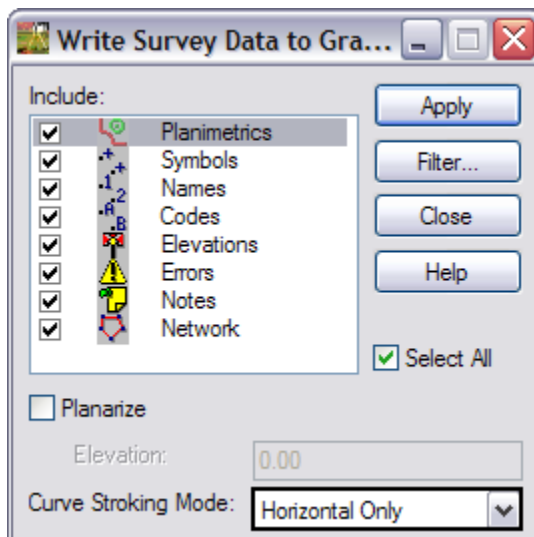 Write Survey Data to Gra...
Include:
Planimetrics
Symbols
Names
Codes
Elevations
Errors
Notes
Network
Apply
Filter...
Close
Help
Select All
Planarize
Elevation: 0.00
Curve Stroking Mode: Horizontal Only